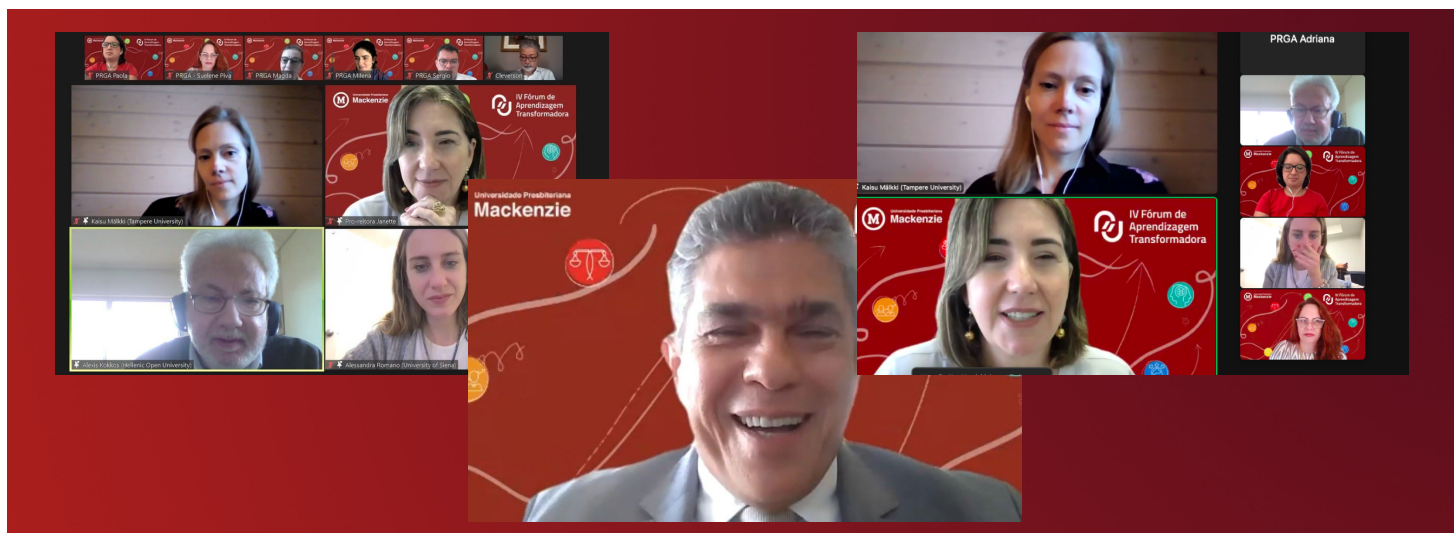 PRGA Paola
PRGA - Suelene Piva
PRGA Magda
PRGA Milena
PRGA Sergio
Cleverson
Universidade Presbiteriana
Mackenzie
IV Fórum de
Aprendizagem
Transformadora
Kaisu Mälkki (Tampere University)
Pro-reitora Janette
Alexis Kokkos (Hellenic Open University)
Alessandra Romano (University of Siena)
Universidade Presbiteriana
Mackenzie
Kaisu Mälkki (Tampere University)
Universidade Presbiteriana
Mackenzie
IV Fórum de
Aprendizagem
Transformadora
PRGA Adriana